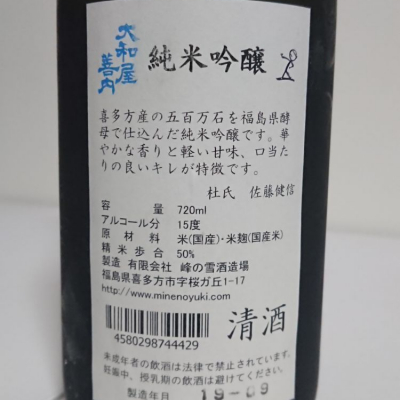 大和屋
善内
純米吟醸
喜多方産の五百万石を福島県酵
母で仕込んだ純米吟醸です。華
やかな香りと軽い甘味、口当た
りの良いキレが特徴です。
杜氏 佐藤健信
容量 720ml
アルコール分 15度
原材料 米(国産)・米麹(国産米)
精米歩合 50%
製造 有限会社 峰の雪酒造場
福島県喜多方市字桜ガ丘1-17
http://www.minenoyuki.com
4580298744429
清酒
未成年者の飲酒は法律で禁止されています。
妊娠中、授乳期の飲酒は避けてください。
製造年月 19-09